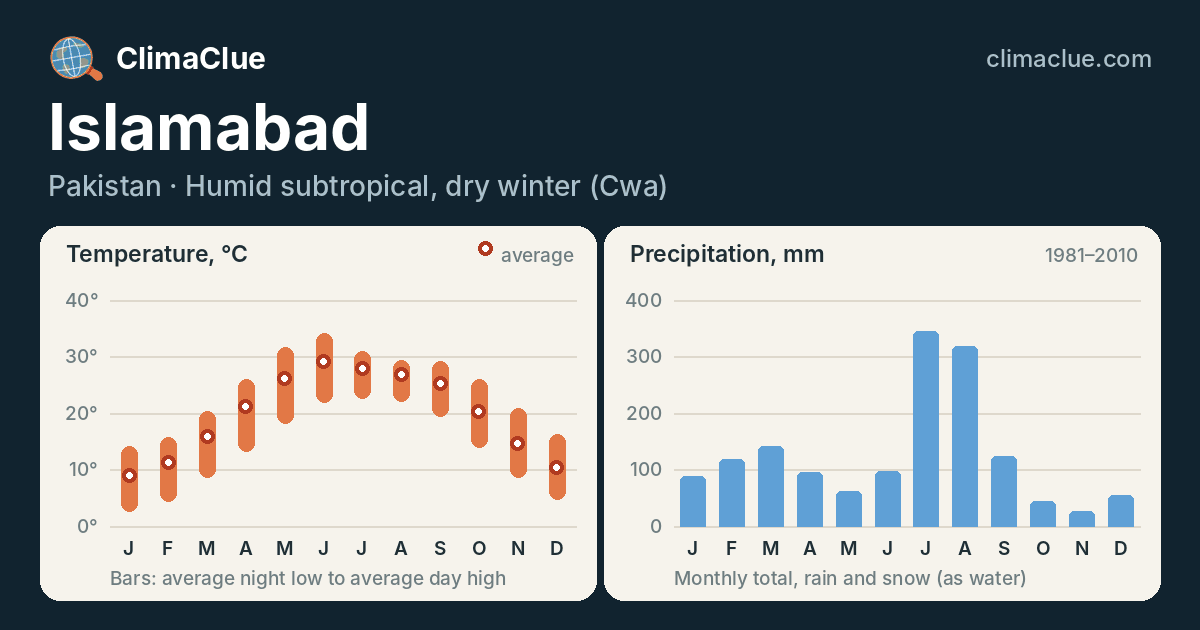 ClimaClue
climaclue.com
Islamabad
Pakistan · Humid subtropical, dry winter (Cwa)
Temperature, °C
average
40°
30°
20°
10°
0°
J F M A M J J A S O N D
Bars: average night low to average day high
Precipitation, mm
1981–2010
400
300
200
100
0
J F M A M J J A S O N D
Monthly total, rain and snow (as water)